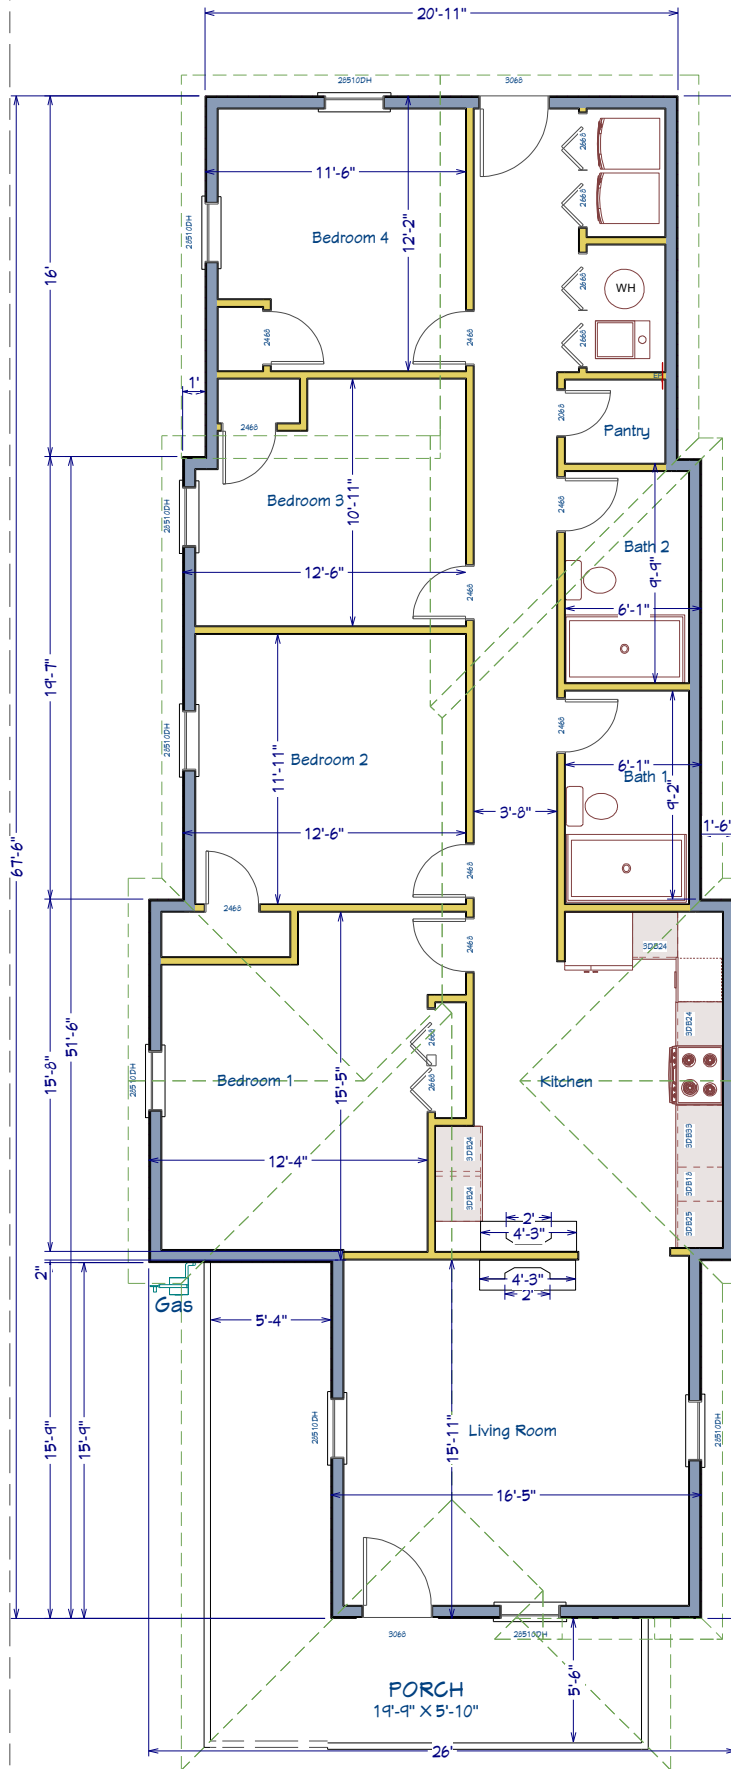 20'-11"
28510DH
3068
11'-6"
12'-2"
Bedroom 4
28510DH
2668
2668
2668
2668
WH
16'
2468
2468
1'
2068
Pantry
2468
Bedroom 3
10'-11"
28510DH
2468
Bath 2
9'-9"
12'-6"
2468
6'-1"
19'-7"
28510DH
Bedroom 2
11'-11"
2468
6'-1"
Bath 1
9'-2"
3'-8"
1'-6"
12'-6"
67'-6"
2468
2468
2468
3DB24
51'-6"
3DB24
2668
2668
15'-8"
28510DH
Bedroom 1
15'-5"
Kitchen
12'-4"
3DB24
3DB24
3DB33
3DB18
3DB25
2'
4'-3"
2"
4'-3"
2'
Gas
5'-4"
28510DH
Living Room
28510DH
15'-9"
15'-9"
15'-11"
16'-5"
3068
28510DH
5'-6"
PORCH
19'-9" X 5'-10"
26'